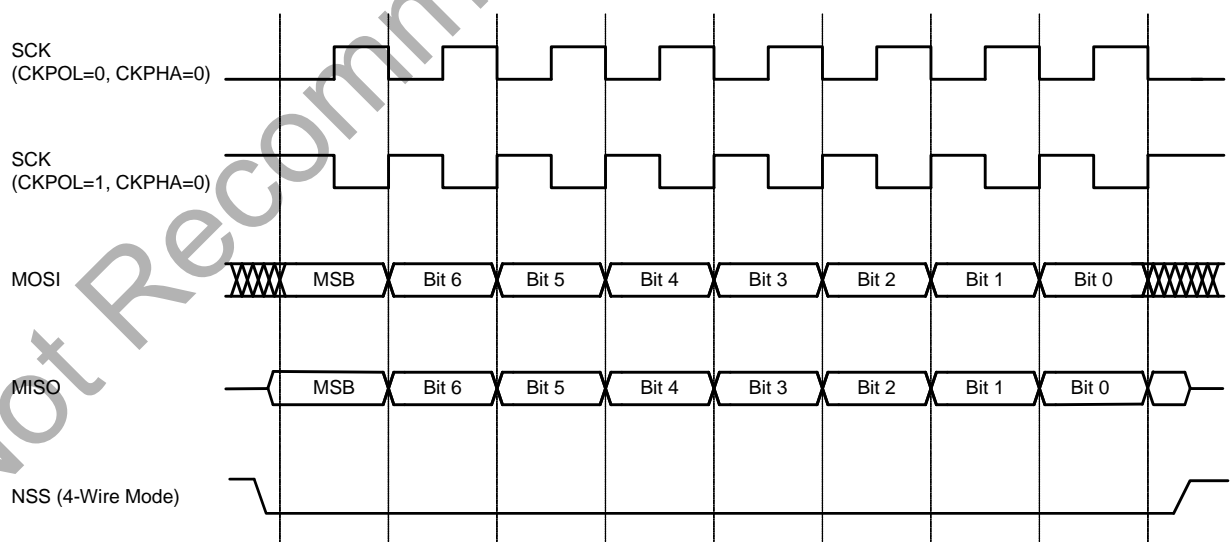 SCK
(CKPOL=0, CKPHA=0)
SCK
(CKPOL=1, CKPHA=0)
MOSI
MSB Bit 6 Bit 5 Bit 4 Bit 3 Bit 2 Bit 1 Bit 0
MISO
MSB Bit 6 Bit 5 Bit 4 Bit 3 Bit 2 Bit 1 Bit 0
NSS (4-Wire Mode)
Not Recomm